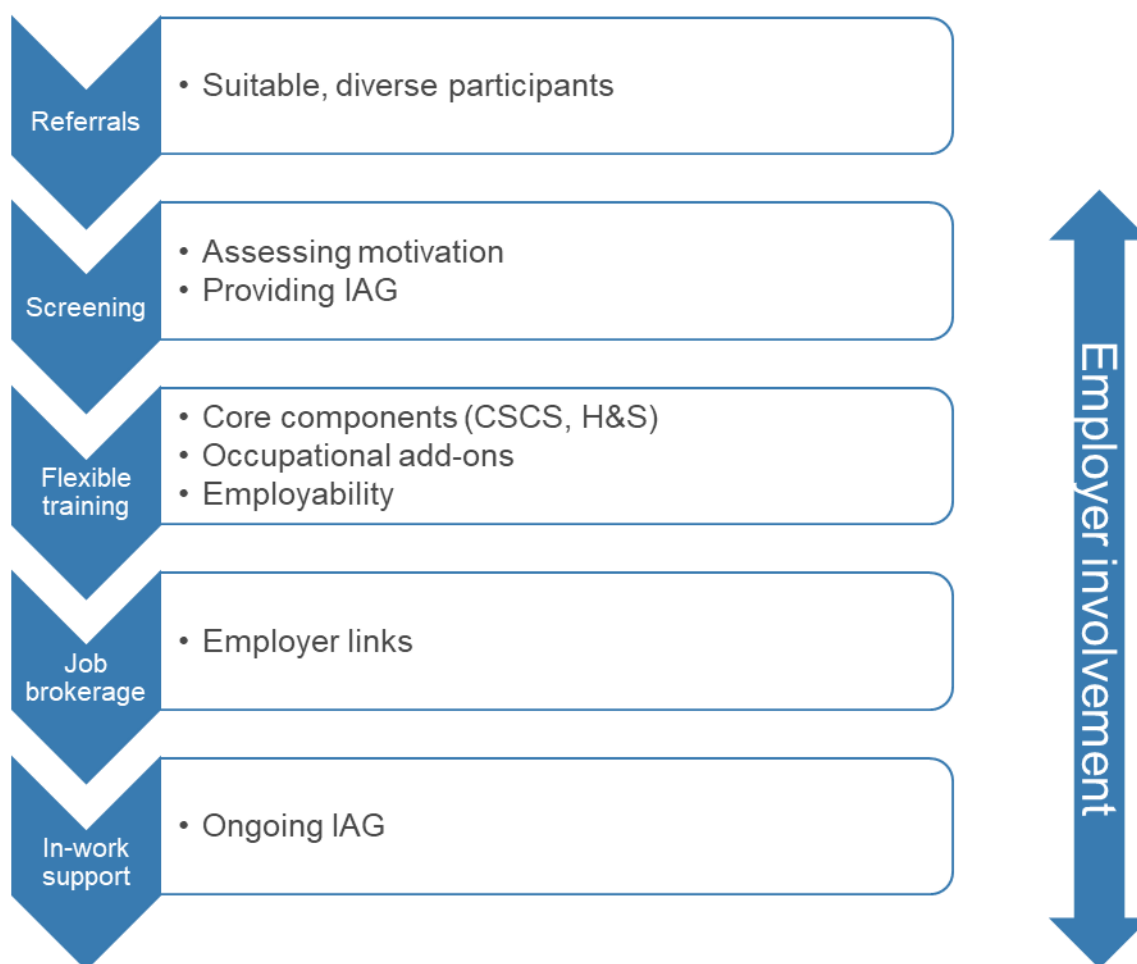 Referrals
• Suitable, diverse participants
Screening
• Assessing motivation
• Providing IAG
Flexible
training
• Core components (CSCS, H&S)
• Occupational add-ons
• Employability
Job
brokerage
• Employer links
In-work
support
• Ongoing IAG
Employer involvement